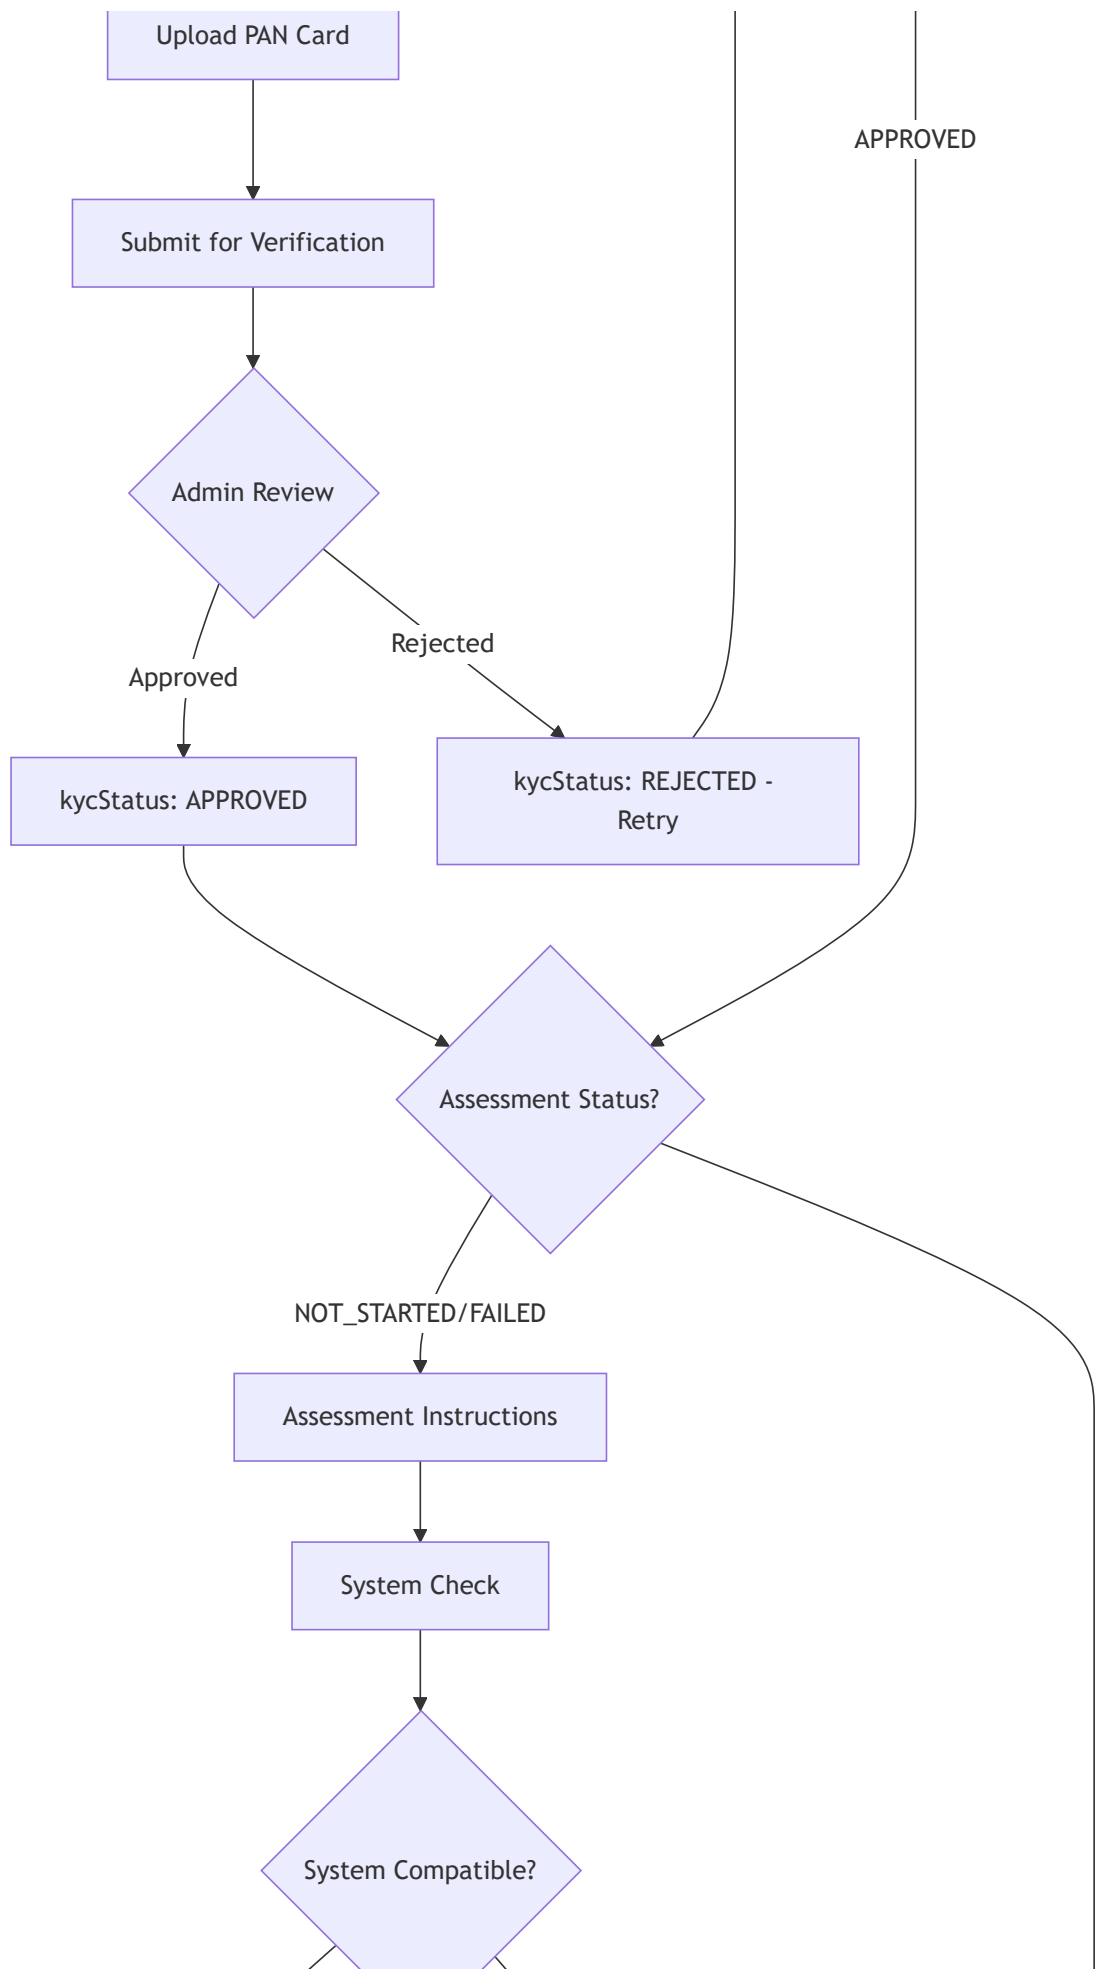 Upload PAN Card
APPROVED
Submit for Verification
Admin Review
Rejected
Approved
kycStatus: APPROVED
kycStatus: REJECTED -
Retry
Assessment Status?
NOT_STARTED/FAILED
Assessment Instructions
System Check
System Compatible?